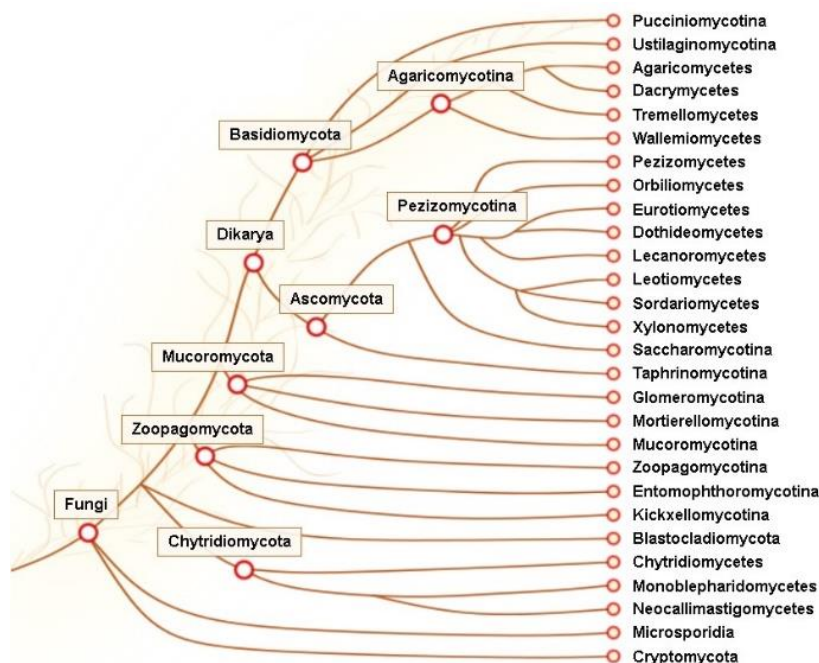 Pucciniomycotina
Ustilaginomycotina
Agaricomycotina
Agaricomycetes
Dacrymycetes
Tremellomycetes
Basidiomycota
Wallemiomycetes
Pezizomycetes
Orbiliomycetes
Pezizomycotina
Eurotiomycetes
Dikarya
Dothideomycetes
Lecanoromycetes
Leotiomycetes
Ascomycota
Sordariomycetes
Xylonomycetes
Saccharomycotina
Mucoromycota
Taphrinomycotina
Glomeromycotina
Mortierellomycotina
Zoopagomycota
Mucoromycotina
Zoopagomycotina
Entomophthoromycotina
Fungi
Kickxellomycotina
Chytridiomycota
Blastocladiomycota
Chytridiomycetes
Monoblepharidomycetes
Neocallimastigomycetes
Microsporidia
Cryptomycota